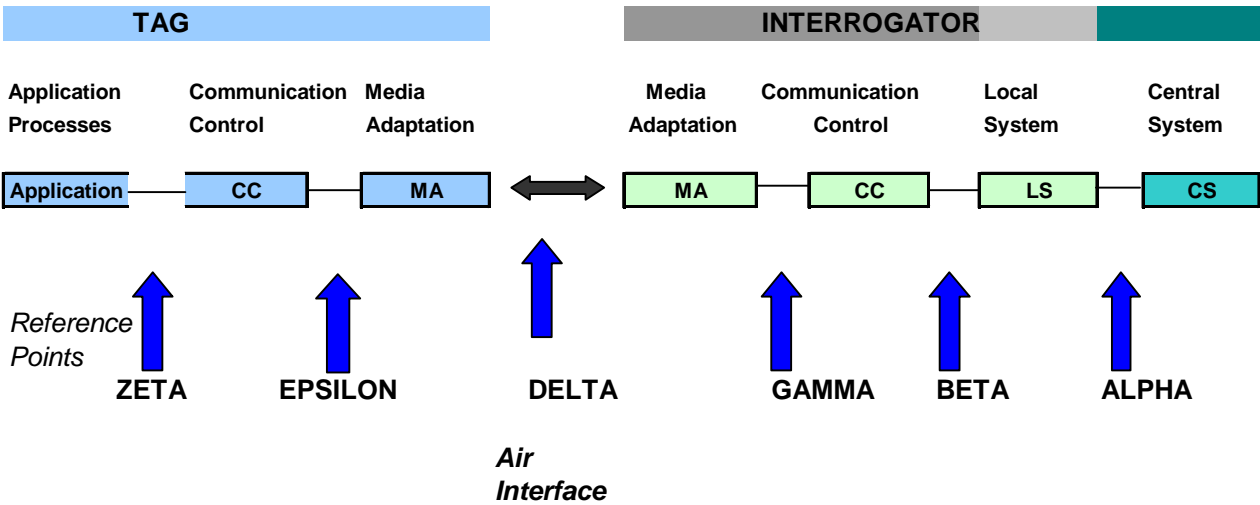 TAG INTERROGATOR
Application Communication Media Media Communication Local Central
Processes Control Adaptation Adaptation Control System System
Application CC MA MA CC LS CS
Reference
Points
ZETA EPSILON DELTA GAMMA BETA ALPHA
Air
Interface